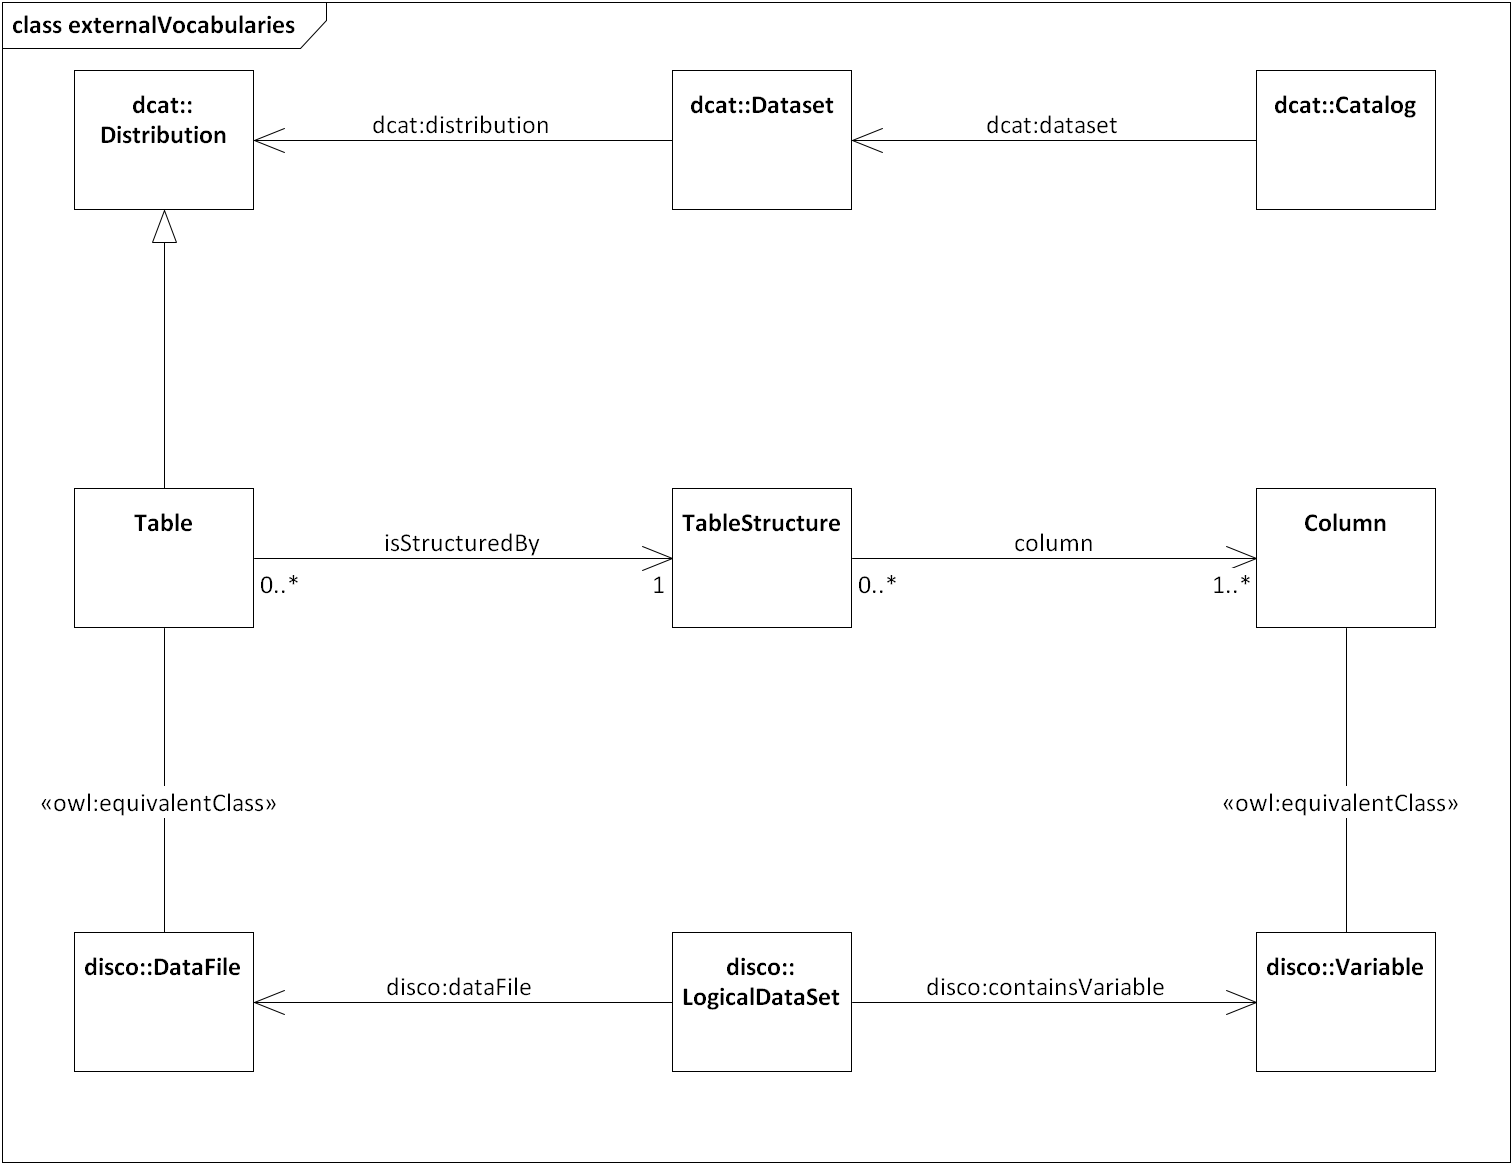 class externalVocabularies
dcat::
Distribution
dcat:distribution
dcat::Dataset
dcat:dataset
dcat::Catalog
Table
isStructuredBy
0..*
1
TableStructure
column
0..*
1..*
Column
«owl:equivalentClass»
«owl:equivalentClass»
disco::DataFile
disco:dataFile
disco::
LogicalDataSet
disco:containsVariable
disco::Variable